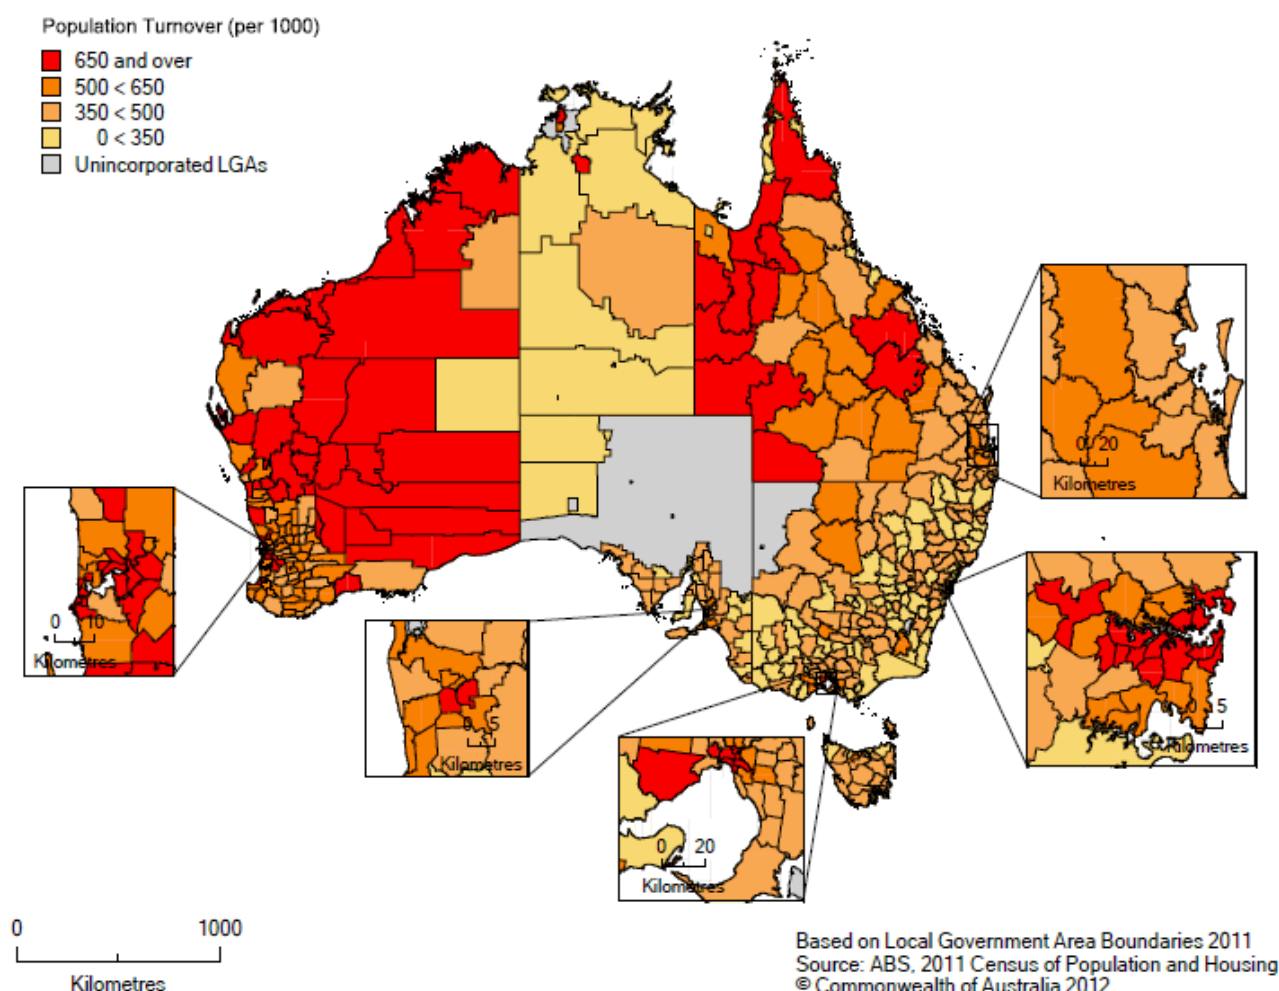 Population Turnover (per 1000)
650 and over
500 < 650
350 < 500
0 < 350
Unincorporated LGAs
0 20
Kilometres
0 10
Kilometres
0 5
Kilometres
0 5
Kilometres
0 20
Kilometres
0 1000
Kilometres
Based on Local Government Area Boundaries 2011
Source: ABS, 2011 Census of Population and Housing
© Commonwealth of Australia 2012